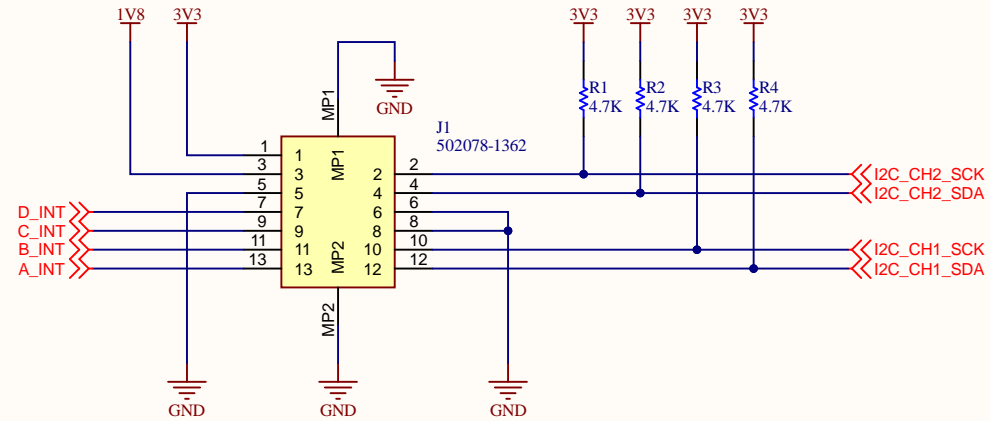 1V8
3V3
3V3
3V3
3V3
3V3
MP1
GND
R1
4.7K
R2
4.7K
R3
4.7K
R4
4.7K
J1
502078-1362
1
3
5
7
9
11
13
1
3
5
7
9
11
13
MP1
MP2
2
4
6
8
10
12
2
4
6
8
10
12
D_INT
C_INT
B_INT
A_INT
I2C_CH2_SCK
I2C_CH2_SDA
I2C_CH1_SCK
I2C_CH1_SDA
MP2
GND
GND
GND